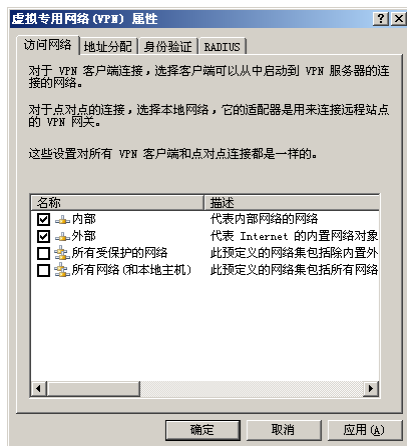 虚拟专用网络(VPN) 属性
访问网络 地址分配 身份验证 RADIUS
对于 VPN 客户端连接，选择客户端可以从中启动到 VPN 服务器的连
接的网络。
对于点对点的连接，选择本地网络，它的适配器是用来连接远程站点
的 VPN 网关。
这些设置对所有 VPN 客户端和点对点连接都是一样的。
名称 描述
内部 代表内部网络的网络
外部 代表 Internet 的内置网络对象
所有受保护的网络 此预定义的网络集包括除内置外
所有网络(和本地主机) 此预定义的网络集包括所有网络
确定 取消 应用(A)